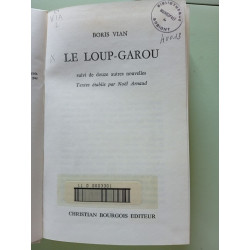 BORIS VIAN
LE LOUP-GAROU
suivi de douze autres nouvelles
Textes établis par Noël Arnaud
CHRISTIAN BOURGOIS EDITEUR